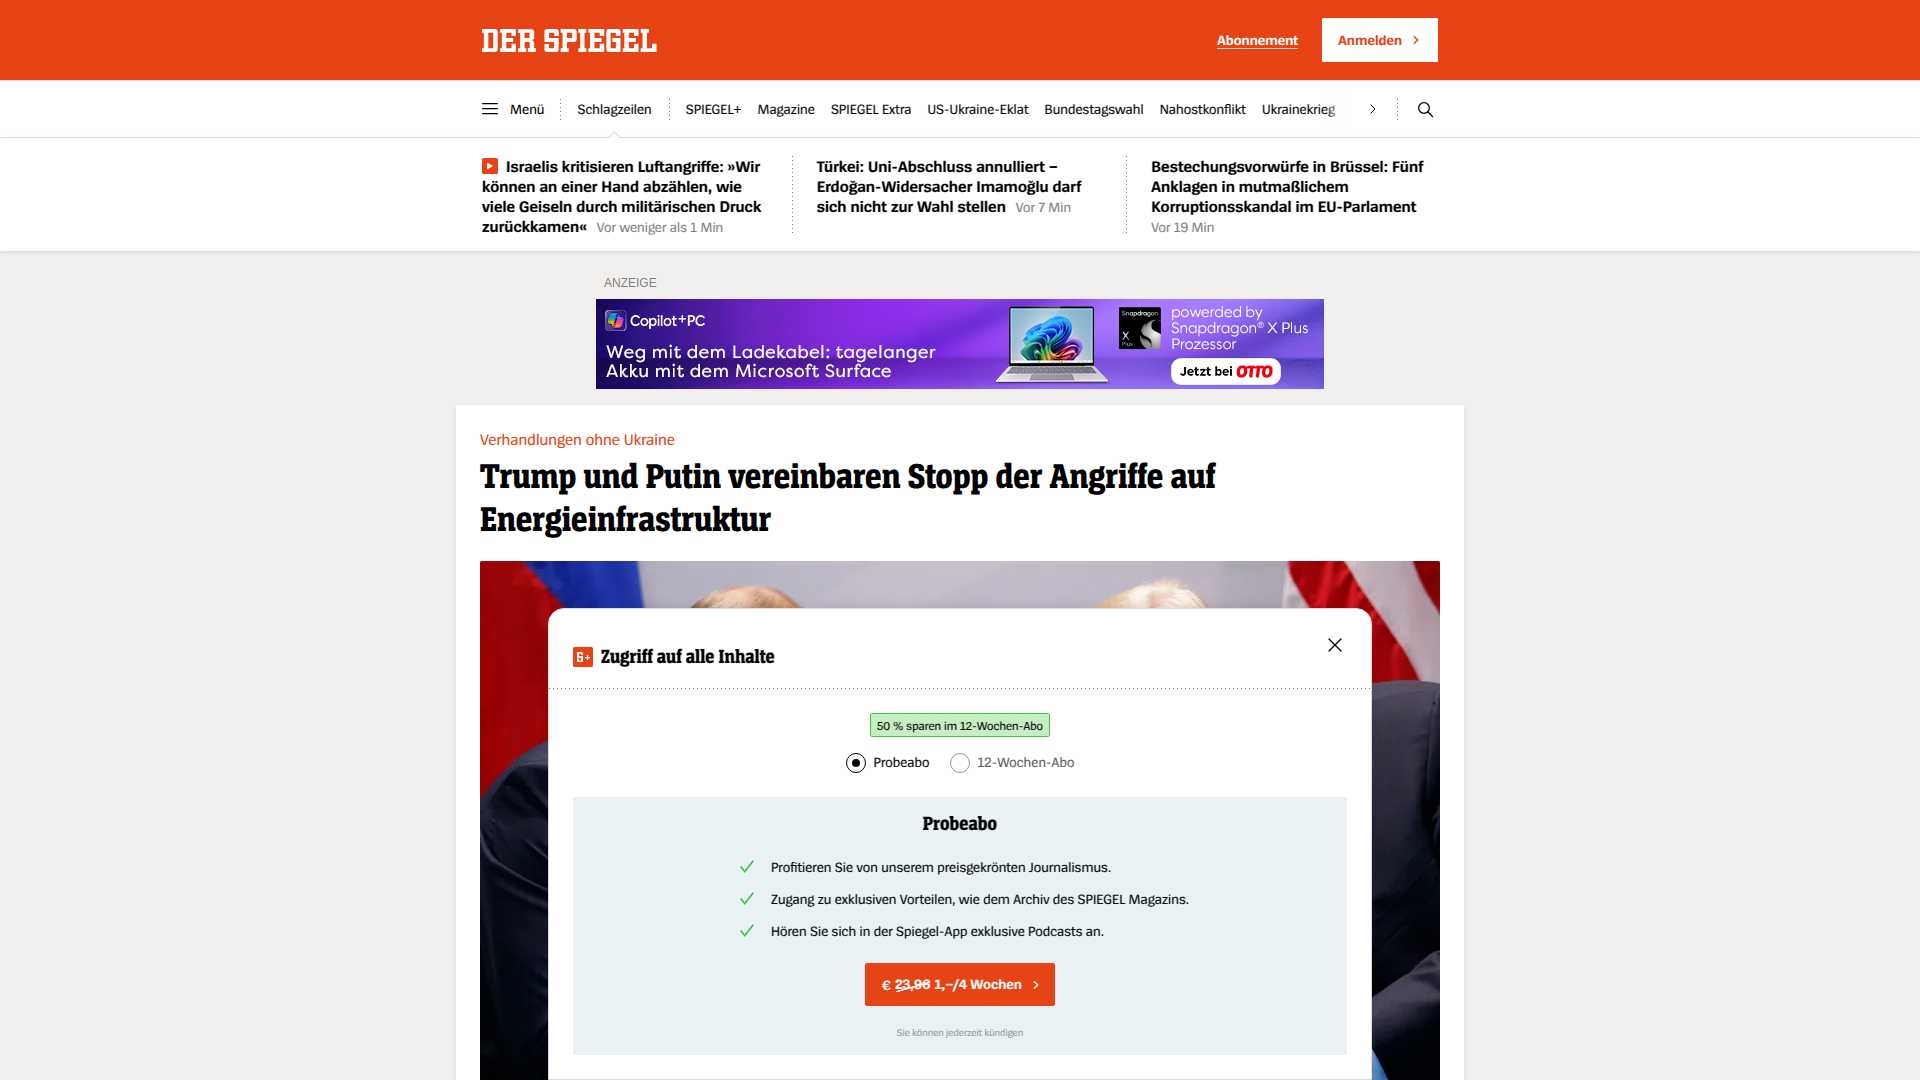 DER SPIEGEL
Abonnement
Anmelden
Menü
Schlagzeilen
SPIEGEL+
Magazine
SPIEGEL Extra
US-Ukraine-Eklat
Bundestagswahl
Nahostkonflikt
Ukrainekrieg
Israelis kritisieren Luftangriffe: »Wir
können an einer Hand abzählen, wie
viele Geiseln durch militärischen Druck
zurückkamen« Vor weniger als 1 Min
Türkei: Uni-Abschluss annulliert –
Erdoğan-Widersacher Imamoğlu darf
sich nicht zur Wahl stellen Vor 7 Min
Bestechungsvorwürfe in Brüssel: Fünf
Anklagen in mutmaßlichem
Korruptionsskandal im EU-Parlament
Vor 19 Min
ANZEIGE
Copilot+PC
Weg mit dem Ladekabel: tagelanger
Akku mit dem Microsoft Surface
Snapdragon
X
Plus
powered by
Snapdragon® X Plus
Prozessor
Jetzt bei OTTO
Verhandlungen ohne Ukraine
Trump und Putin vereinbaren Stopp der Angriffe auf
Energieinfrastruktur
S+ Zugriff auf alle Inhalte
50 % sparen im 12-Wochen-Abo
Probeabo
12-Wochen-Abo
Probeabo
Profitieren Sie von unserem preisgekrönten Journalismus.
Zugang zu exklusiven Vorteilen, wie dem Archiv des SPIEGEL Magazins.
Hören Sie sich in der Spiegel-App exklusive Podcasts an.
€ 23,96 1,–/4 Wochen
Sie können jederzeit kündigen